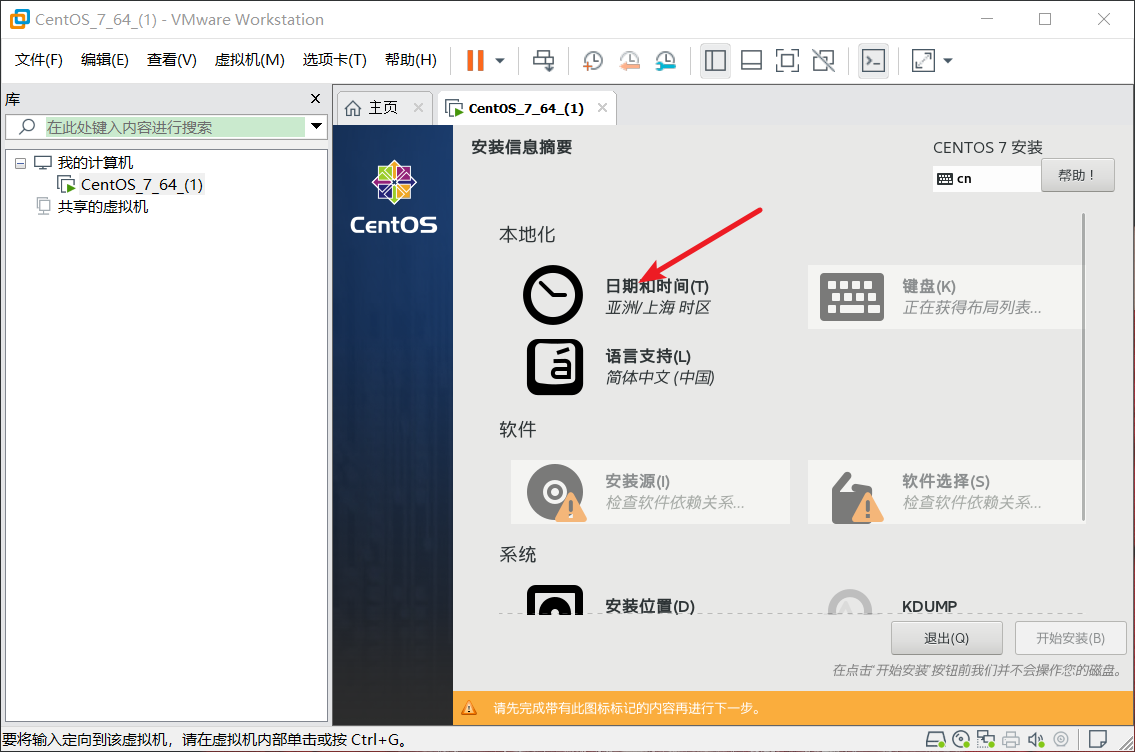 CentOS_7_64_(1) - VMware Workstation
文件(F) 编辑(E) 查看(V) 虚拟机(M) 选项卡(T) 帮助(H)
库
在此处键入内容进行搜索
我的计算机
CentOS_7_64_(1)
共享的虚拟机
主页 CentOS_7_64_(1)
CentOS
安装信息摘要
CENTOS 7 安装
cn
帮助！
本地化
日期和时间(T)
亚洲/上海 时区
键盘(K)
正在获得布局列表...
语言支持(L)
简体中文 (中国)
软件
安装源(I)
检查软件依赖关系...
软件选择(S)
检查软件依赖关系...
系统
安装位置(D)
KDUMP
退出(Q)
开始安装(B)
在点击"开始安装"按钮前我们并不会操作您的磁盘。
请先完成带有此图标标记的内容再进行下一步。
要将输入定向到该虚拟机，请在虚拟机内部单击或按 Ctrl+G。